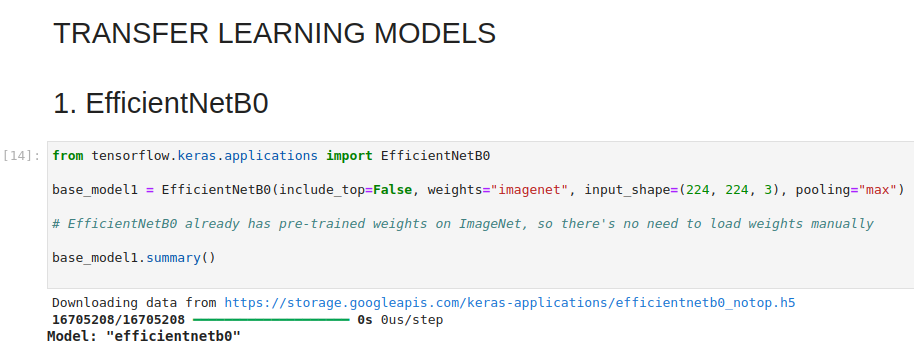 TRANSFER LEARNING MODELS
1. EfficientNetB0
[14]: from tensorflow.keras.applications import EfficientNetB0
base_model1 = EfficientNetB0(include_top=False, weights="imagenet", input_shape=(224, 224, 3), pooling="max")
# EfficientNetB0 already has pre-trained weights on ImageNet, so there's no need to load weights manually
base_model1.summary()
Downloading data from https://storage.googleapis.com/keras-applications/efficientnetb0_notop.h5
16705208/16705208 ━━━━━━━━━━━━━━━━━━━━ 0s 0us/step
Model: "efficientnetb0"